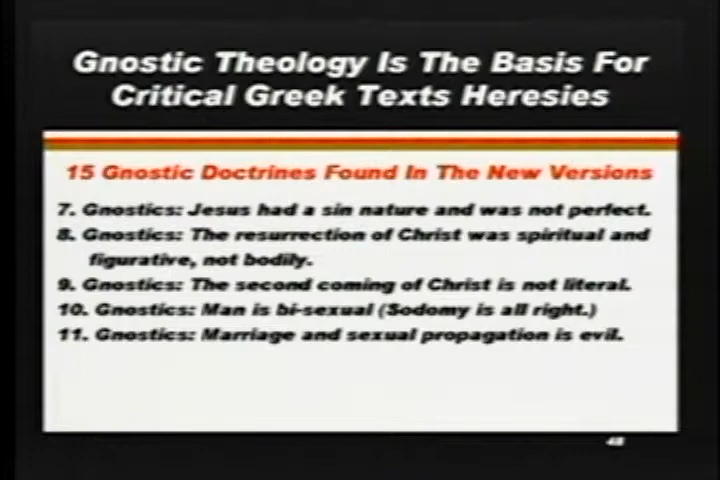 Gnostic Theology Is The Basis For
Critical Greek Texts Heresies
15 Gnostic Doctrines Found In The New Versions
7. Gnostics: Jesus had a sin nature and was not perfect.
8. Gnostics: The resurrection of Christ was spiritual and
figurative, not bodily.
9. Gnostics: The second coming of Christ is not literal.
10. Gnostics: Man is bi-sexual (Sodomy is all right.)
11. Gnostics: Marriage and sexual propagation is evil.
48